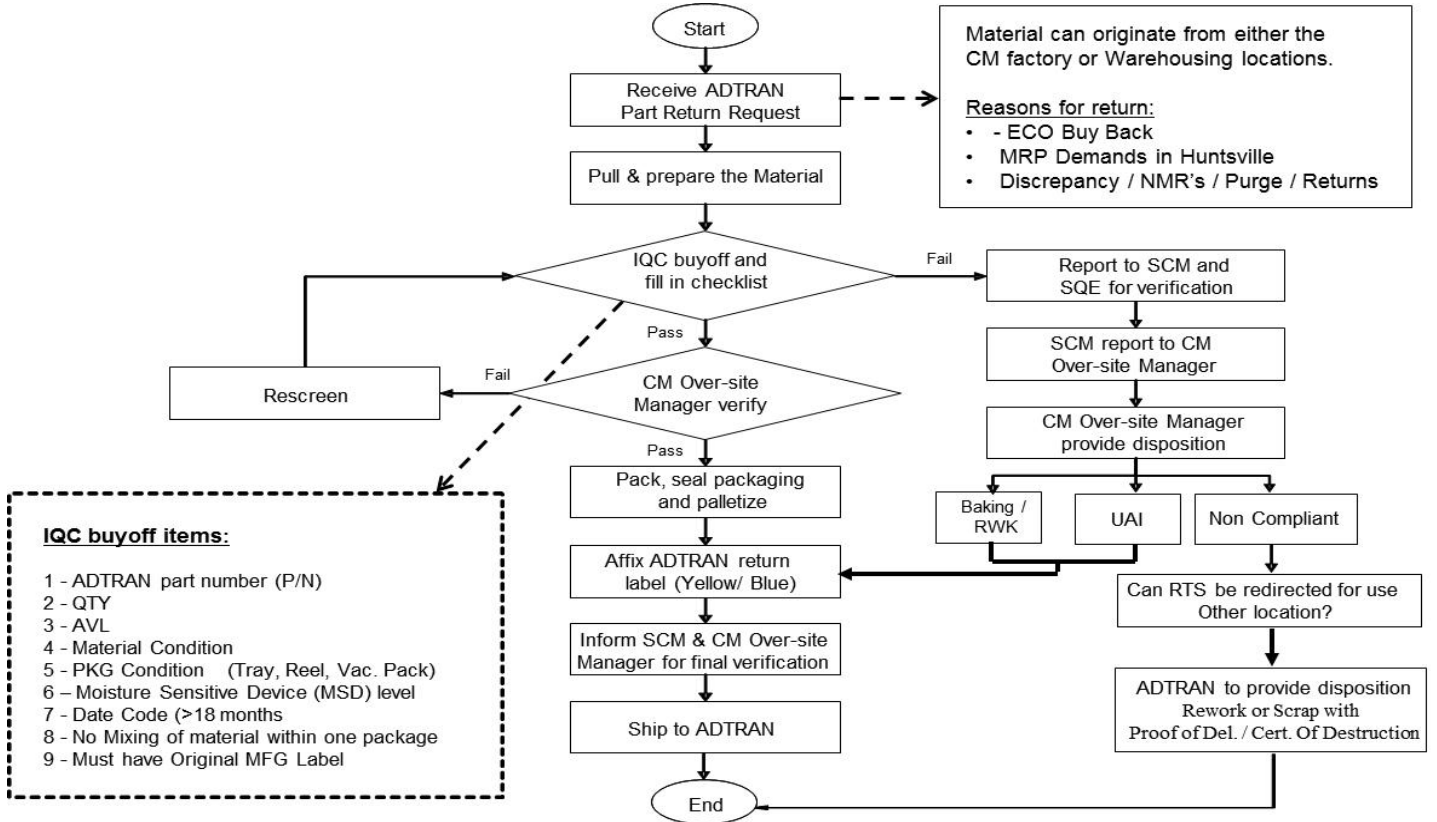 Start
Receive ADTRAN
Part Return Request
Material can originate from either the
CM factory or Warehousing locations.
Reasons for return:
• - ECO Buy Back
• MRP Demands in Huntsville
• Discrepancy / NMR's / Purge / Returns
Pull & prepare the Material
IQC buyoff and
fill in checklist
Fail
Report to SCM and
SQE for verification
Pass
SCM report to CM
Over-site Manager
Rescreen
Fail
CM Over-site
Manager verify
CM Over-site Manager
provide disposition
Pass
Pack, seal packaging
and palletize
Baking /
RWK
UAI
Non Compliant
IQC buyoff items:
1 - ADTRAN part number (P/N)
2 - QTY
3 - AVL
4 - Material Condition
5 - PKG Condition (Tray, Reel, Vac. Pack)
6 – Moisture Sensitive Device (MSD) level
7 - Date Code (>18 months
8 - No Mixing of material within one package
9 - Must have Original MFG Label
Affix ADTRAN return
label (Yellow/ Blue)
Can RTS be redirected for use
Other location?
Inform SCM & CM Over-site
Manager for final verification
ADTRAN to provide disposition
Rework or Scrap with
Proof of Del. / Cert. Of Destruction
Ship to ADTRAN
End